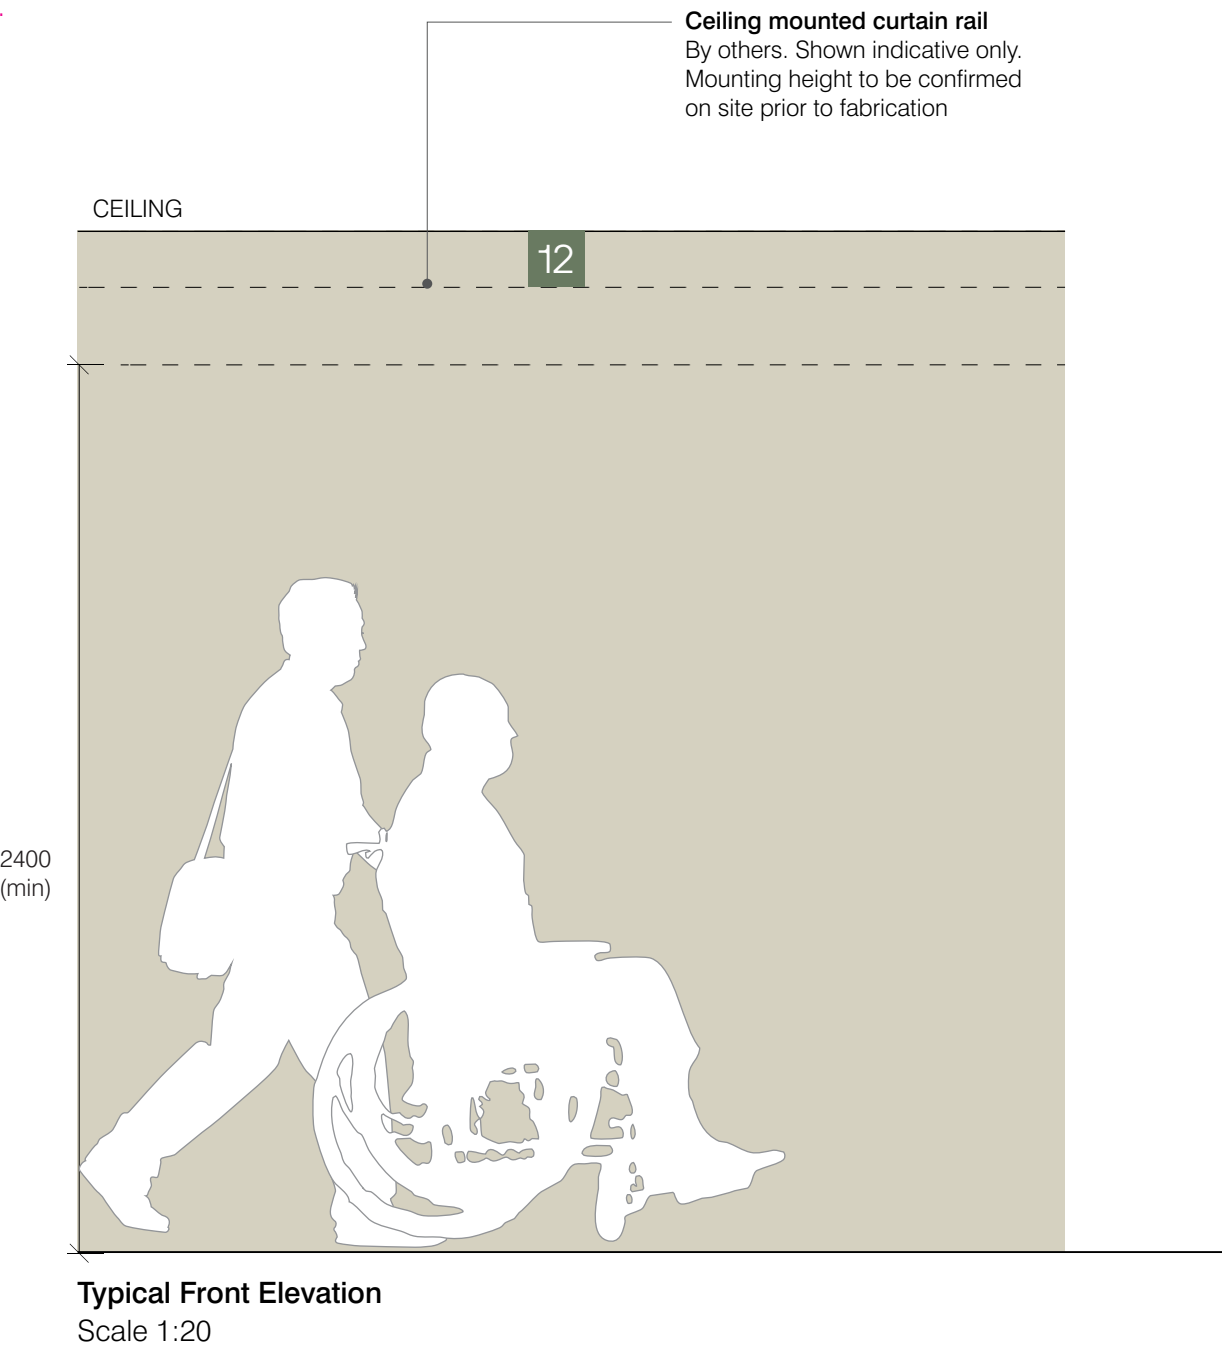 Ceiling mounted curtain rail
By others. Shown indicative only.
Mounting height to be confirmed
on site prior to fabrication
CEILING
12
2400
(min)
Typical Front Elevation
Scale 1:20